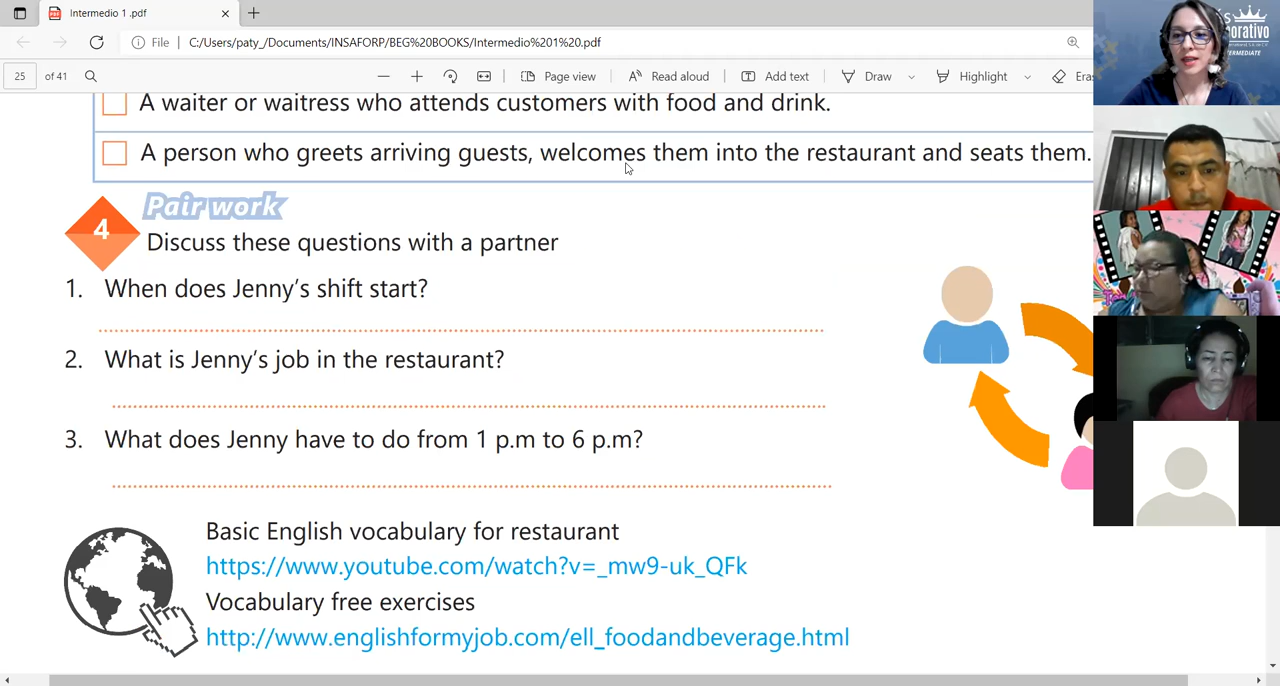 Intermedio 1 .pdf
File
C:/Users/paty_/Documents/INSAFORP/BEG%20BOOKS/Intermedio%201%20.pdf
25 of 41
Page view
Read aloud
Add text
Draw
Highlight
Eras
A waiter or waitress who attends customers with food and drink.
A person who greets arriving guests, welcomes them into the restaurant and seats them.
4
Pair work
Discuss these questions with a partner
1. When does Jenny's shift start?
2. What is Jenny's job in the restaurant?
3. What does Jenny have to do from 1 p.m to 6 p.m?
Basic English vocabulary for restaurant
https://www.youtube.com/watch?v=_mw9-uk_QFk
Vocabulary free exercises
http://www.englishformyjob.com/ell_foodandbeverage.html